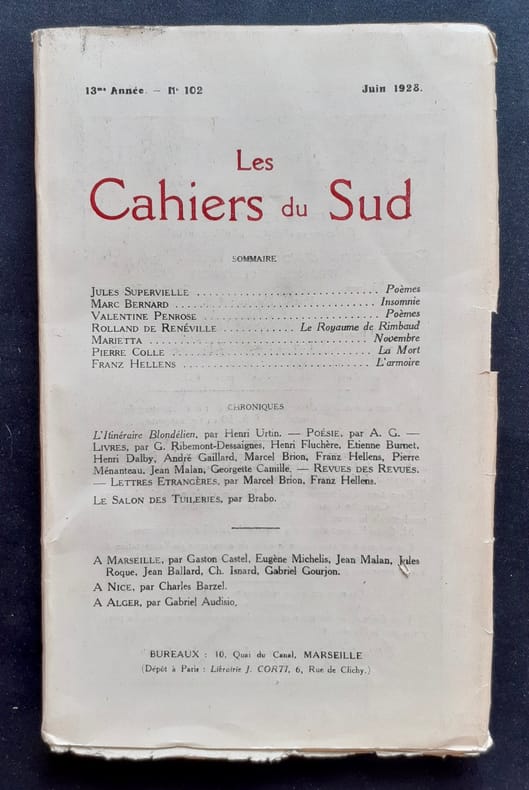 13me Année. — N° 102 Juin 1928.
Les
Cahiers du Sud
SOMMAIRE
JULES SUPERVIELLE .............................. Poèmes
MARC BERNARD .............................. Insomnie
VALENTINE PENROSE .............................. Poèmes
ROLLAND DE RENÉVILLE ............ Le Royaume de Rimbaud
MARIETTA .............................. Novembre
PIERRE COLLE .............................. La Mort
FRANZ HELLENS .............................. L'armoire
CHRONIQUES
L'Itinéraire Blondélien, par Henri Urtin. — POÉSIE, par A. G. —
LIVRES, par G. Ribemont-Dessaignes, Henri Fluchère, Etienne Burnet,
Henri Dalby, André Gaillard, Marcel Brion, Franz Hellens, Pierre
Ménanteau, Jean Malan, Georgette Camille. — REVUES DES REVUES.
— LETTRES ETRANGÈRES, par Marcel Brion, Franz Hellens.
LE SALON DES TUILERIES, par Brabo.
A MARSEILLE, par Gaston Castel, Eugène Michelis, Jean Malan, Jules
Roque, Jean Ballard, Ch. Isnard, Gabriel Gourjon.
A NICE, par Charles Barzel.
A ALGER, par Gabriel Audisio.
BUREAUX : 10, Quai du Canal, MARSEILLE
(Dépôt à Paris : Librairie J. CORTI, 6, Rue de Clichy.)